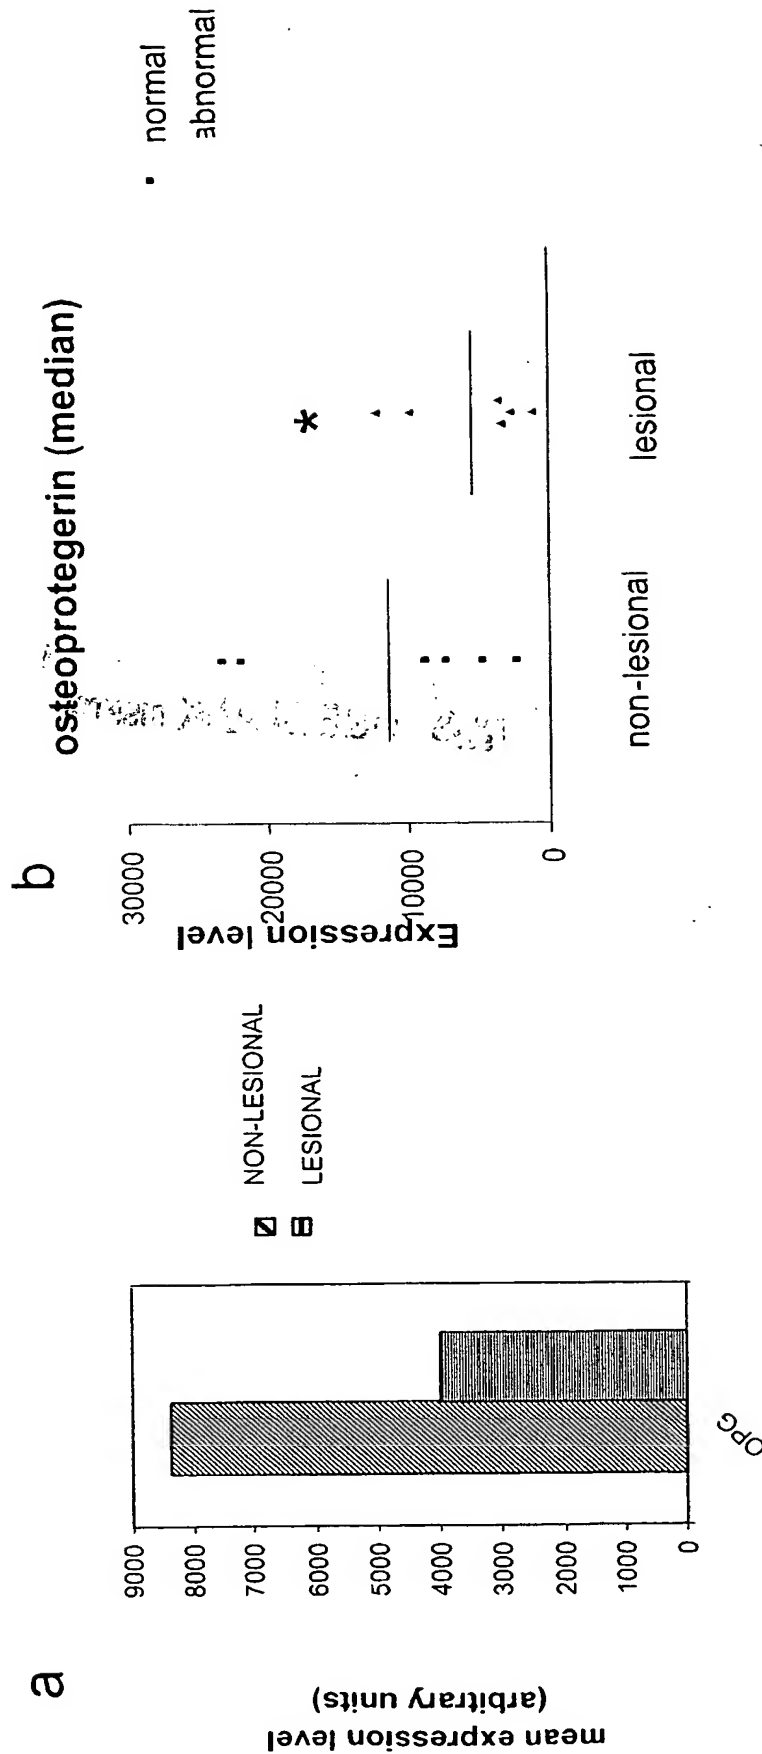 a
mean expression level
(arbitrary units)
9000
8000
7000
6000
5000
4000
3000
2000
1000
0
OPG
NON-LESIONAL
LESIONAL
b
osteoprotegerin (median)
Expression level
30000
20000
10000
0
non-lesional
lesional
*
normal
abnormal